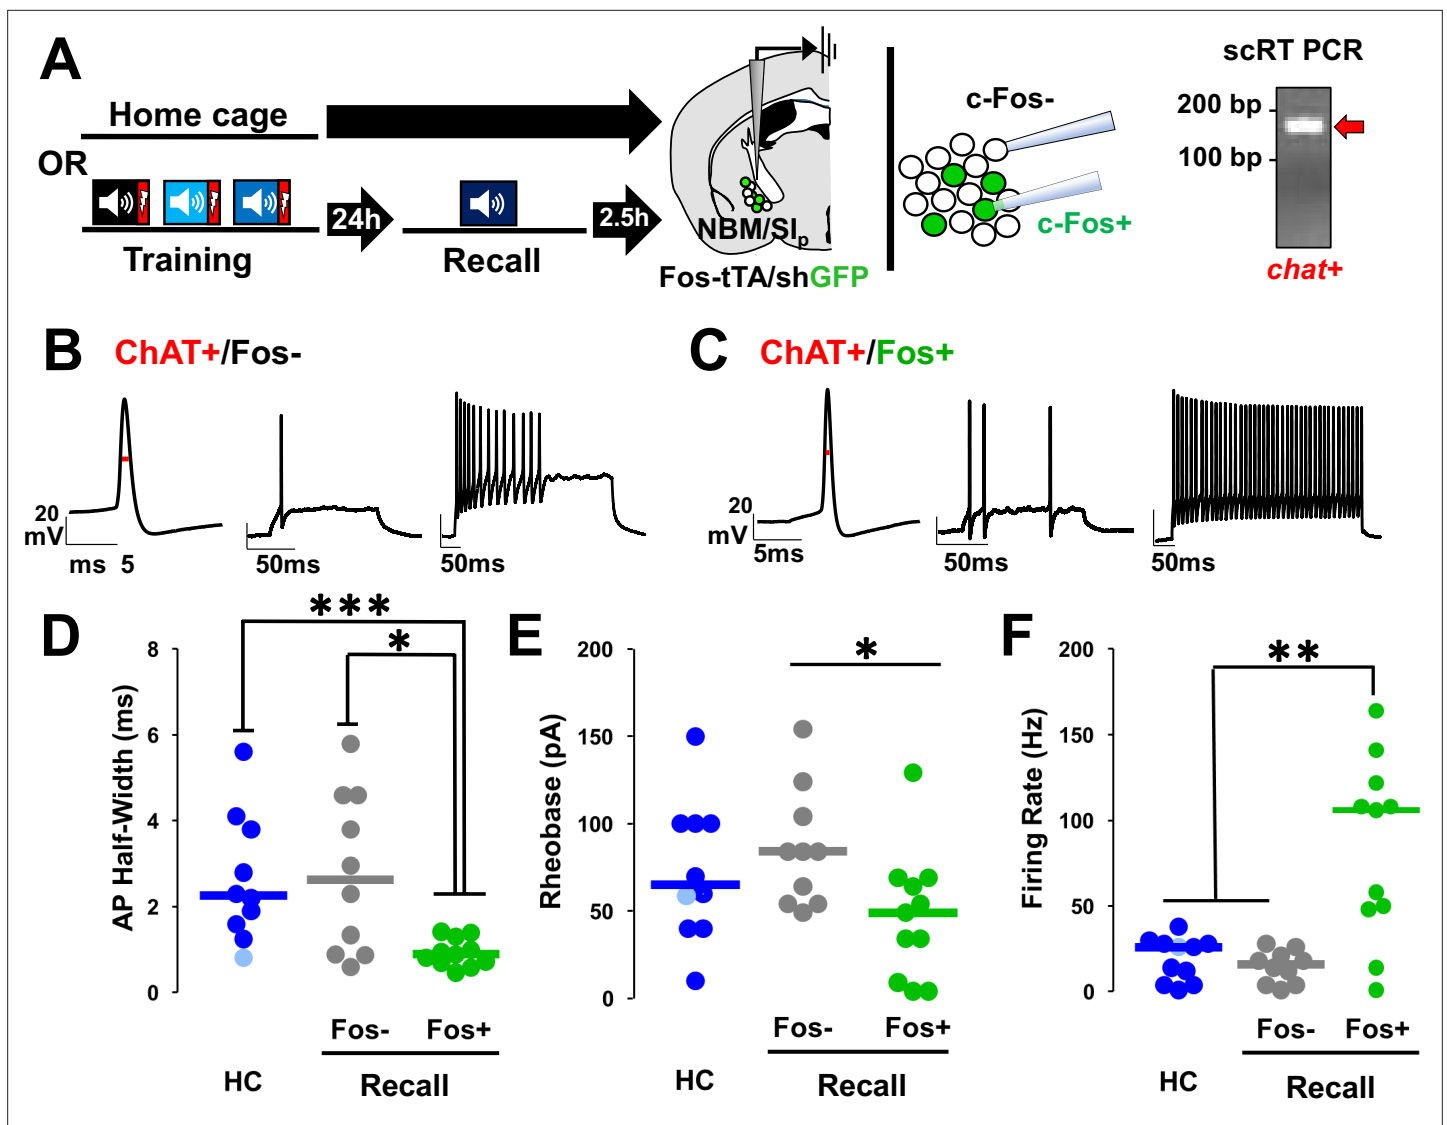 A
Home cage
OR
24h
2.5h
Training
Recall
NBM/SIp
Fos-tTA/shGFP
c-Fos-
c-Fos+
scRT PCR
200 bp
100 bp
chat+
B ChAT+/Fos-
20
mV
ms 5
50ms
50ms
C ChAT+/Fos+
20
mV
5ms
50ms
50ms
D
***
*
AP Half-Width (ms)
8
6
4
2
0
Fos-
Fos+
HC
Recall
E
*
Rheobase (pA)
200
150
100
50
0
Fos-
Fos+
HC
Recall
F
**
Firing Rate (Hz)
200
150
100
50
0
Fos-
Fos+
HC
Recall